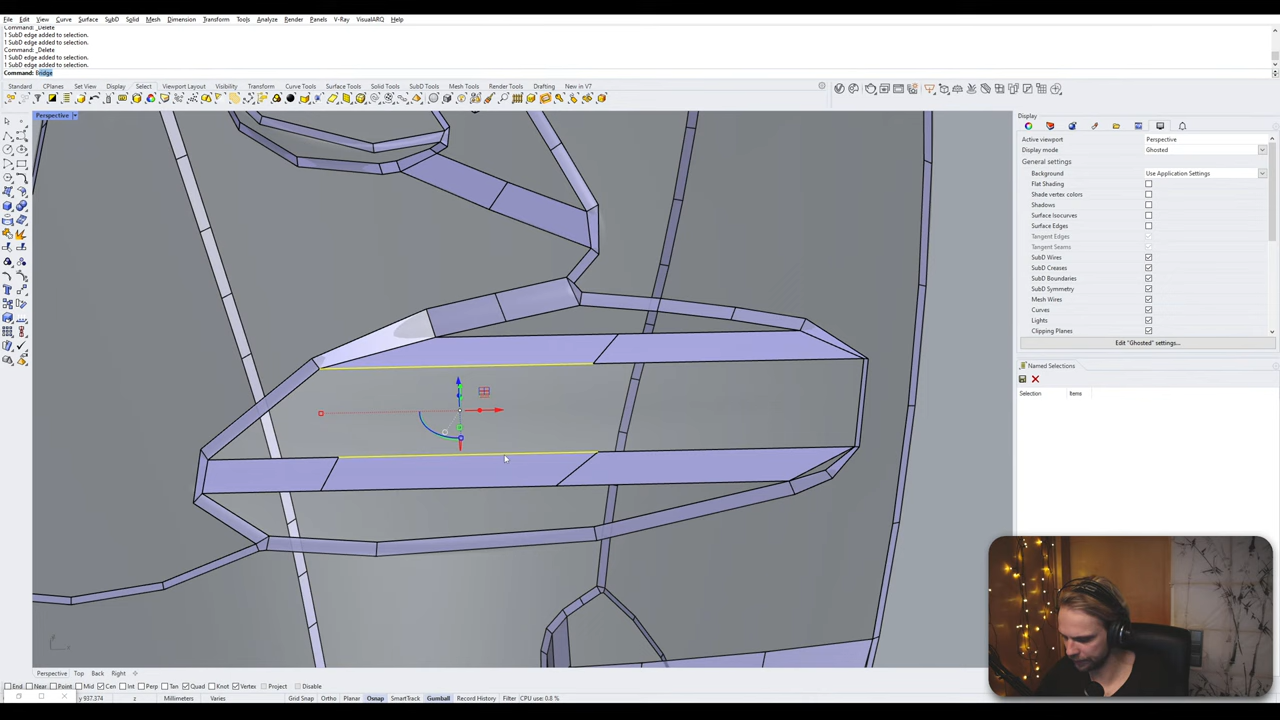 File Edit View Curve Surface SubD Solid Mesh Dimension Transform Tools Analyze Render Panels V-Ray VisualARQ Help
Command: _Delete
1 SubD edge added to selection.
1 SubD edge added to selection.
Command: _Delete
1 SubD edge added to selection.
1 SubD edge added to selection.
Command: Bridge
Standard CPlanes Set View Display Select Viewport Layout Visibility Transform Curve Tools Surface Tools Solid Tools SubD Tools Mesh Tools Render Tools Drafting New in V7
Perspective
Display
Active viewport Perspective
Display mode Ghosted
General settings
Background Use Application Settings
Flat Shading
Shade vertex colors
Shadows
Surface Isocurves
Surface Edges
Tangent Edges
Tangent Seams
SubD Wires
SubD Creases
SubD Boundaries
SubD Symmetry
Mesh Wires
Curves
Lights
Clipping Planes
Edit "Ghosted" settings...
Named Selections
Selection Items
Perspective Top Back Right
End Near Point Mid Cen Int Perp Tan Quad Knot Vertex Project Disable
y 937.374 z Millimeters Varies Grid Snap Ortho Planar Osnap SmartTrack Gumball Record History Filter CPU use: 0.8 %